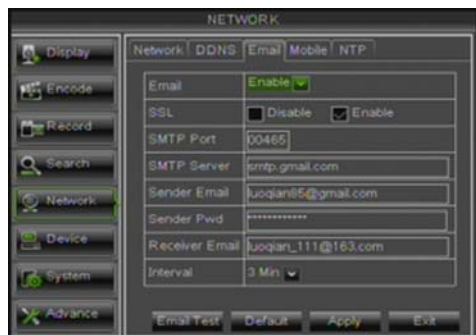 NETWORK
Display
Encode
Record
Search
Network
Device
System
Advance
Network DDNS Email Mobile NTP
Email Enable
SSL Disable Enable
SMTP Port 00465
SMTP Server smtp.gmail.com
Sender Email luoqian85@gmail.com
Sender Pwd ************
Receiver Email luoqian_111@163.com
Interval 3 Min
Email Test Default Apply Exit